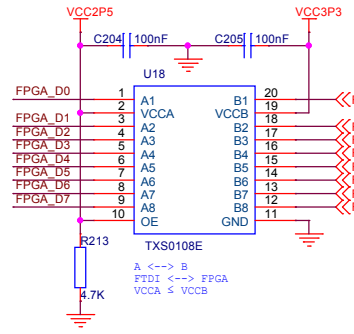 VCC2P5 VCC3P3
C204 100nF C205 100nF
U18
FPGA_D0 1 A1 B1 20
2 VCCA VCCB 19
FPGA_D1 3 A2 B2 18
FPGA_D2 4 A3 B3 17
FPGA_D3 5 A4 B4 16
FPGA_D4 6 A5 B5 15
FPGA_D5 7 A6 B6 14
FPGA_D6 8 A7 B7 13
FPGA_D7 9 A8 B8 12
10 OE GND 11
R213 TXS0108E
4.7K
A <--> B
FTDI <--> FPGA
VCCA ≤ VCCB